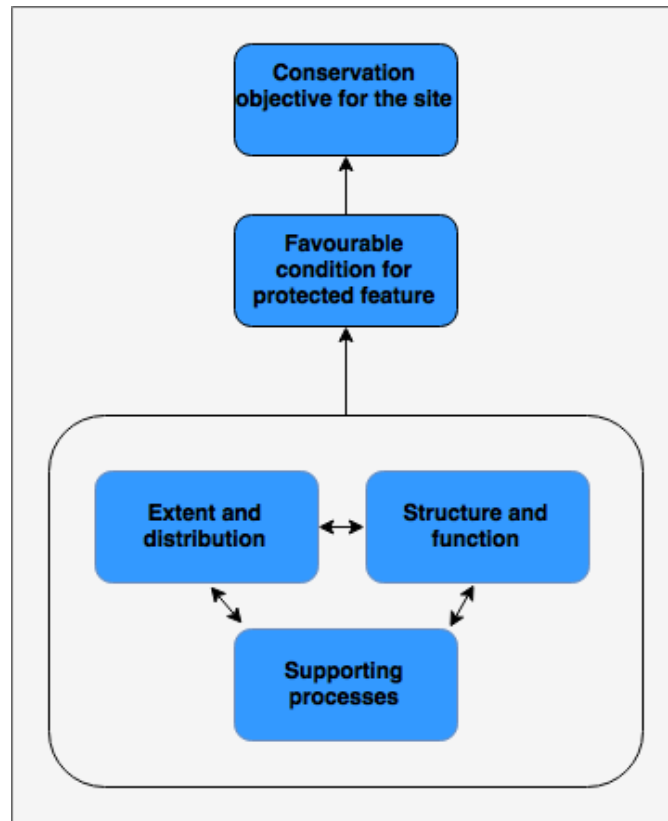 Conservation
objective for the site
Favourable
condition for
protected feature
Extent and
distribution
Structure and
function
Supporting
processes